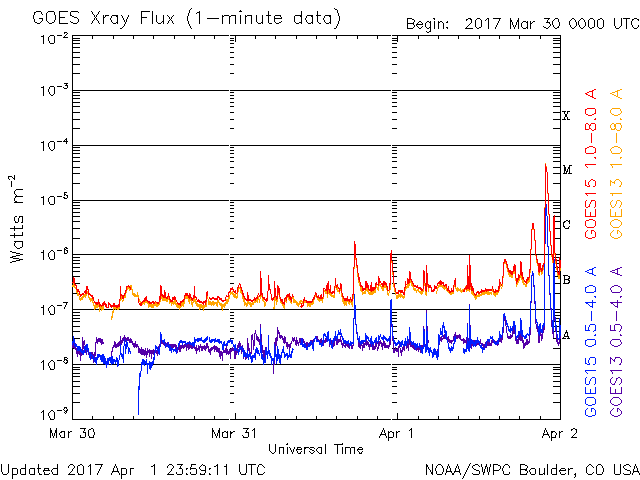 GOES Xray Flux (1-minute data)
Begin: 2017 Mar 30 0000 UTC
10-2
10-3
10-4
10-5
10-6
10-7
10-8
10-9
Watts m-2
X
M
C
B
A
GOES15 1.0-8.0 A
GOES13 1.0-8.0 A
GOES15 0.5-4.0 A
GOES13 0.5-4.0 A
Mar 30
Mar 31
Apr 1
Apr 2
Universal Time
Updated 2017 Apr 1 23:59:11 UTC
NOAA/SWPC Boulder, CO USA